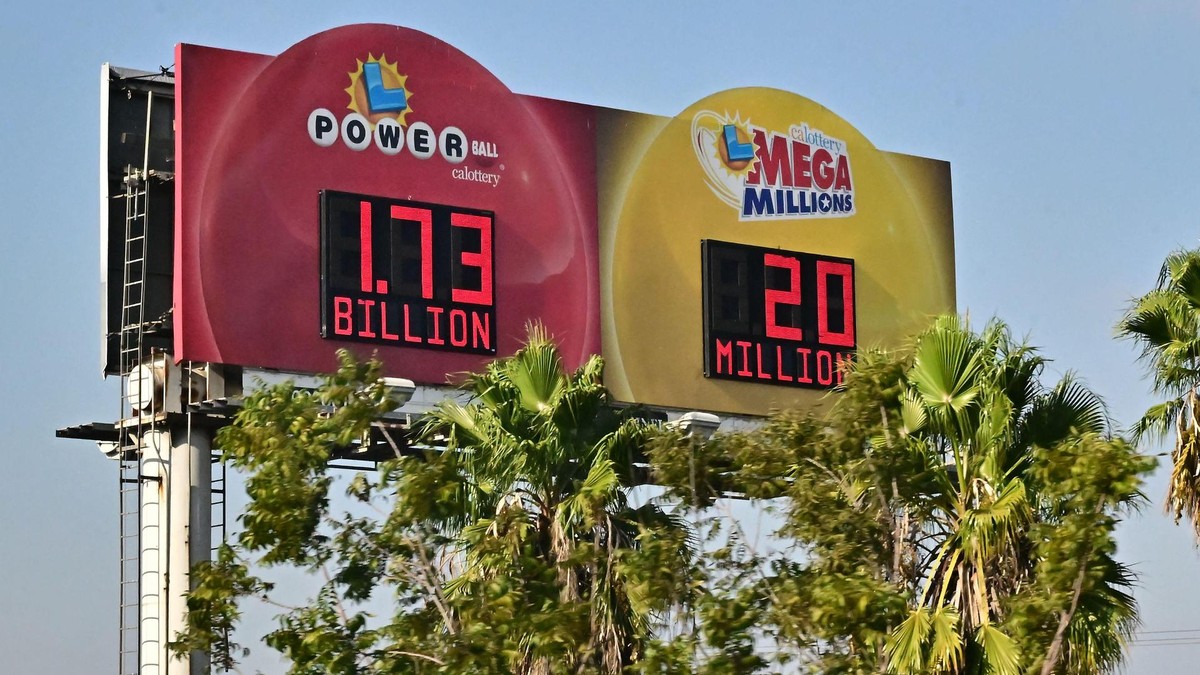 L
POWER BALL
calottery
1.73
BILLION
calottery
L MEGA
MILLIONS
20
MILLION